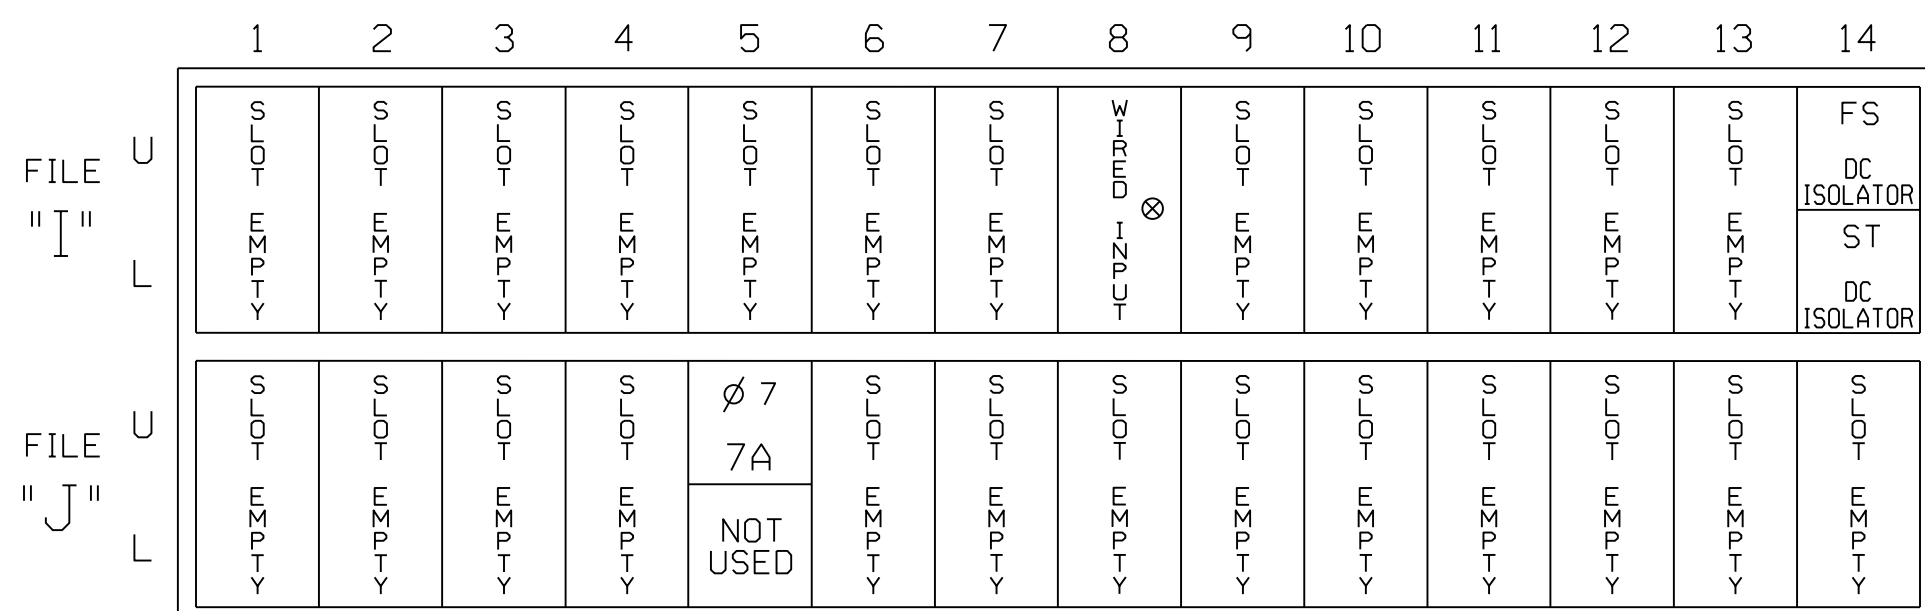 1 2 3 4 5 6 7 8 9 10 11 12 13 14
FILE "I"
U
L
SLOT EMPTY
SLOT EMPTY
SLOT EMPTY
SLOT EMPTY
SLOT EMPTY
SLOT EMPTY
SLOT EMPTY
WIRED INPUT
SLOT EMPTY
SLOT EMPTY
SLOT EMPTY
SLOT EMPTY
SLOT EMPTY
FS
DC
ISOLATOR
ST
DC
ISOLATOR
FILE "J"
U
L
SLOT EMPTY
SLOT EMPTY
SLOT EMPTY
SLOT EMPTY
Ø 7
7A
NOT
USED
SLOT EMPTY
SLOT EMPTY
SLOT EMPTY
SLOT EMPTY
SLOT EMPTY
SLOT EMPTY
SLOT EMPTY
SLOT EMPTY
SLOT EMPTY